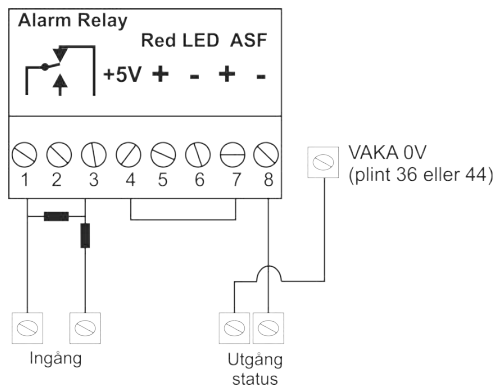 Alarm Relay
Red LED ASF
+5V + - + -
1 2 3 4 5 6 7 8
VAKA 0V
(plint 36 eller 44)
Ingång
Utgång
status